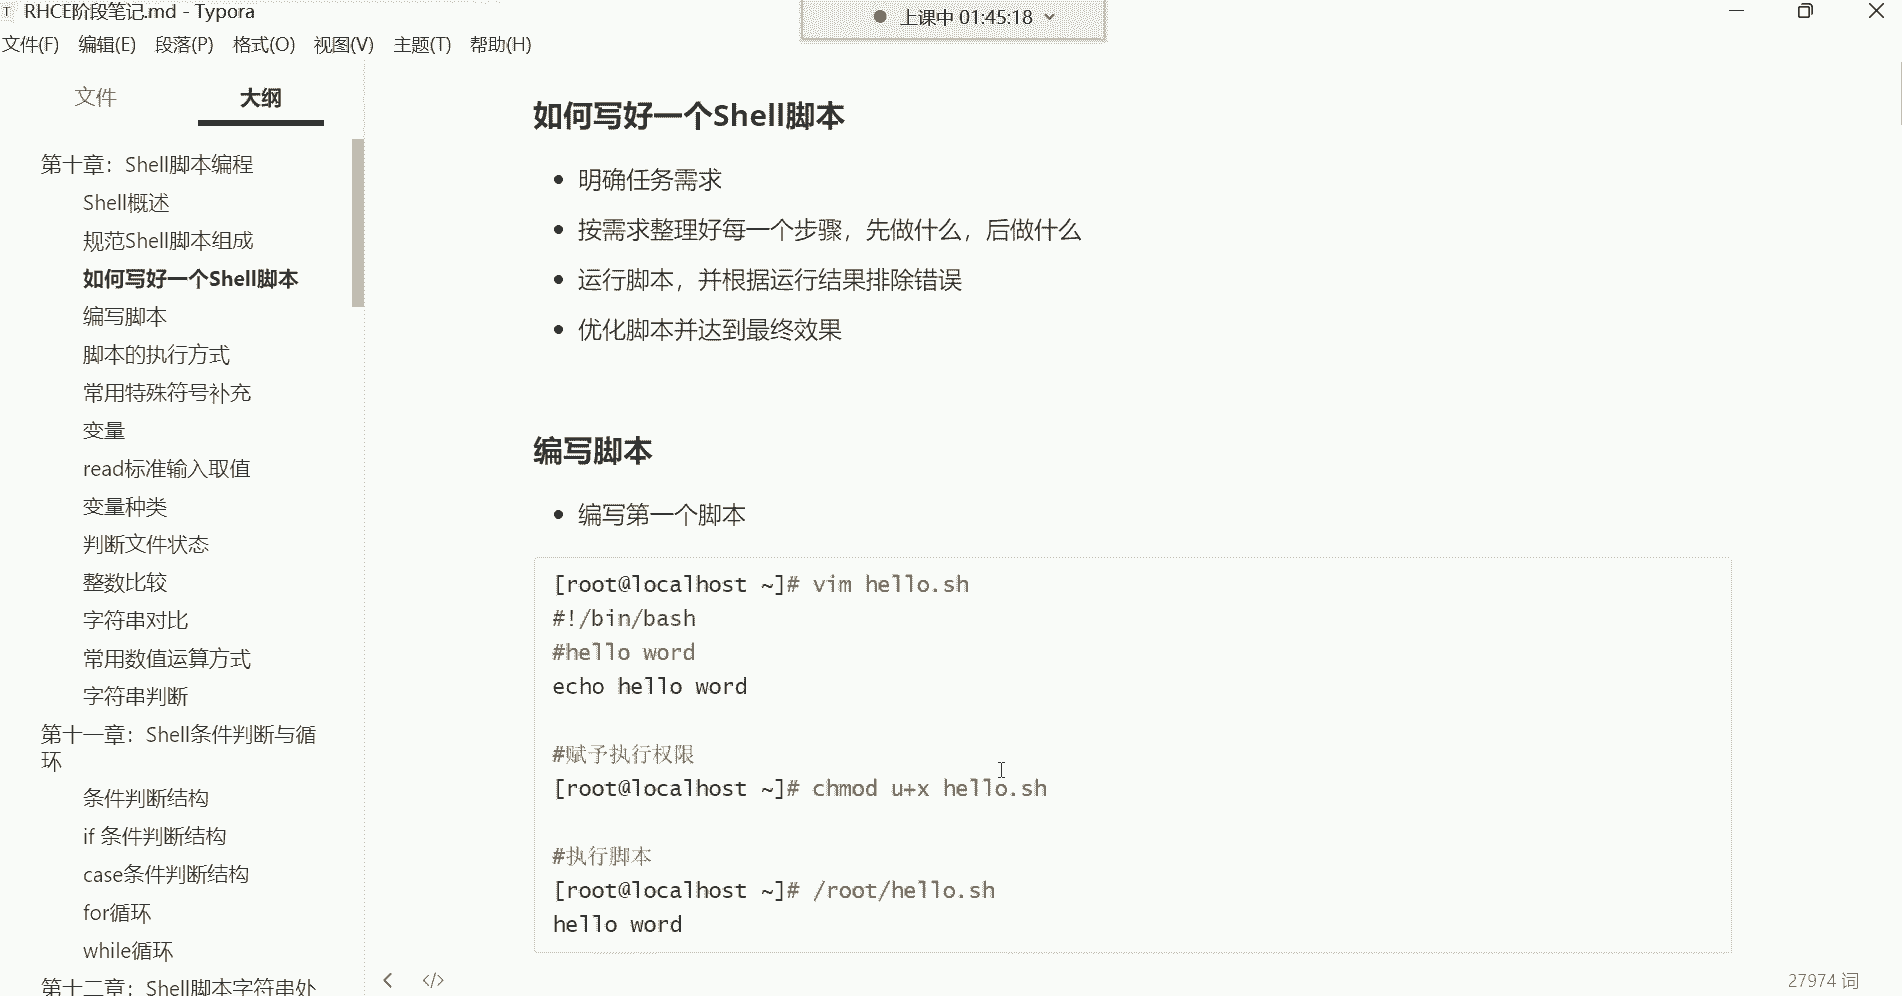 RHCE阶段笔记.md - Typora
上课中 01:45:18
文件(F) 编辑(E) 段落(P) 格式(O) 视图(V) 主题(T) 帮助(H)
文件 大纲
第十章：Shell脚本编程
Shell概述
规范Shell脚本组成
如何写好一个Shell脚本
编写脚本
脚本的执行方式
常用特殊符号补充
变量
read标准输入取值
变量种类
判断文件状态
整数比较
字符串对比
常用数值运算方式
字符串判断
第十一章：Shell条件判断与循
环
条件判断结构
if 条件判断结构
case条件判断结构
for循环
while循环
第十二章：Shell脚本字符串处
如何写好一个Shell脚本
明确任务需求
按需求整理好每一个步骤，先做什么，后做什么
运行脚本，并根据运行结果排除错误
优化脚本并达到最终效果
编写脚本
编写第一个脚本
[root@localhost ~]# vim hello.sh
#!/bin/bash
#hello word
echo hello word
#赋予执行权限
[root@localhost ~]# chmod u+x hello.sh
#执行脚本
[root@localhost ~]# /root/hello.sh
hello word
27974 词